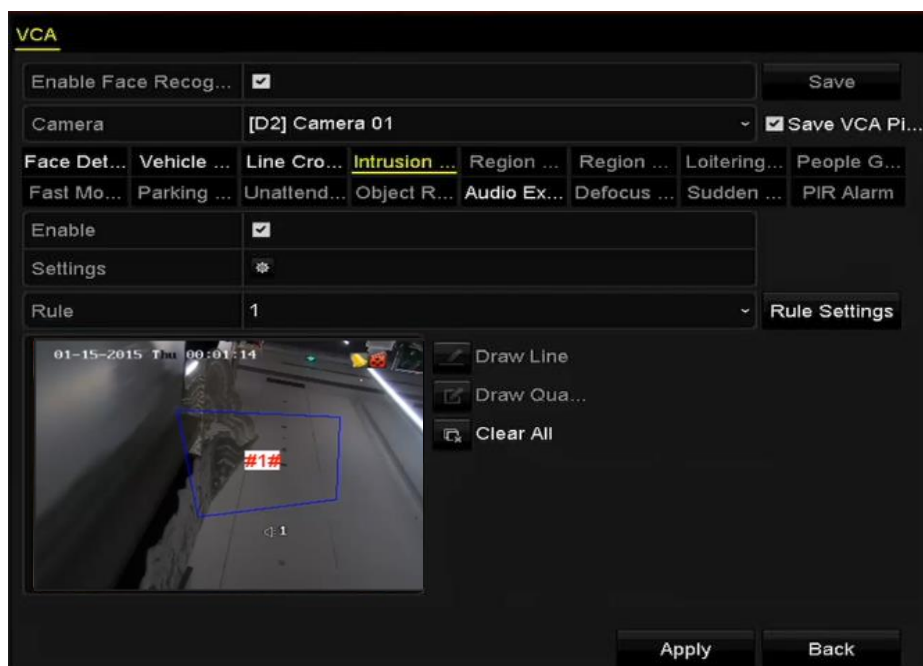 VCA
Enable Face Recog...
Save
Camera [D2] Camera 01
Save VCA Pi...
Face Det... Vehicle ... Line Cro... Intrusion ... Region ... Region ... Loitering... People G...
Fast Mo... Parking ... Unattend... Object R... Audio Ex... Defocus ... Sudden ... PIR Alarm
Enable
Settings
Rule 1
Rule Settings
01-15-2015 Thu 00:01:14
#1#
1
Draw Line
Draw Qua...
Clear All
Apply Back